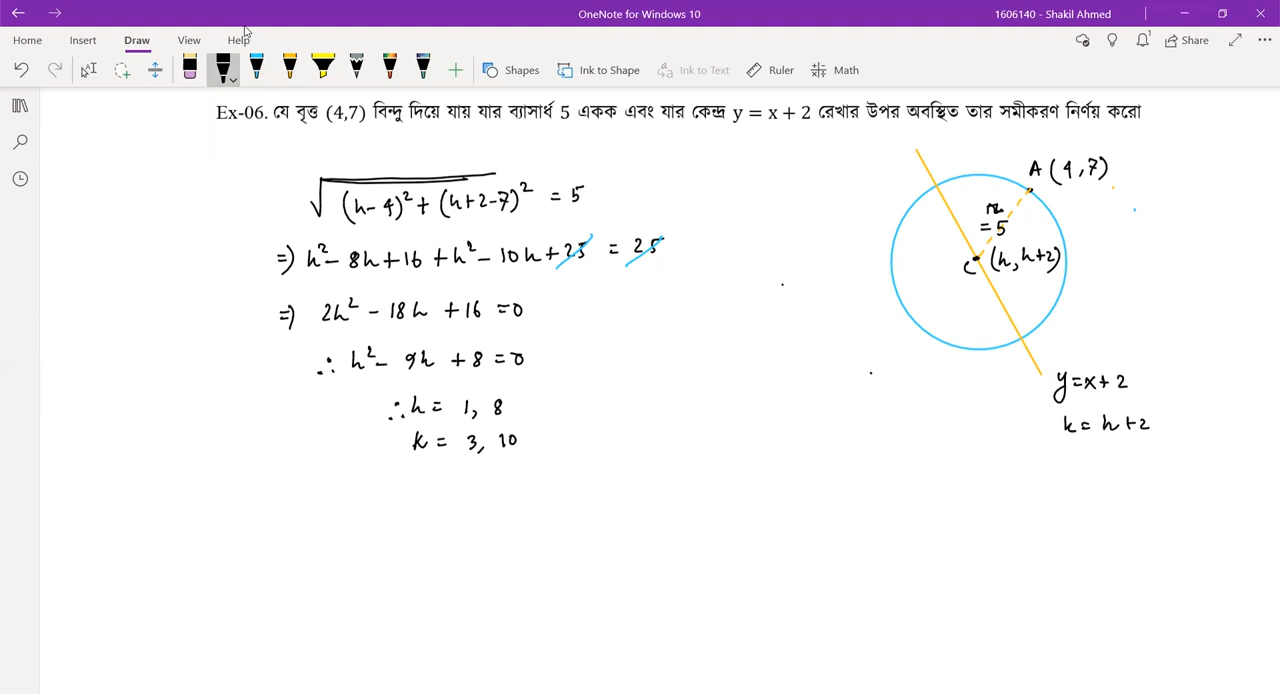 OneNote for Windows 10
1606140 - Shakil Ahmed
Home Insert Draw View Help
Share
Shapes Ink to Shape Ink to Text Ruler Math
Ex-06. যে বৃত্ত (4,7) বিন্দু দিয়ে যায় যার ব্যাসার্ধ 5 একক এবং যার কেন্দ্র y = x + 2 রেখার উপর অবস্থিত তার সমীকরণ নির্ণয় করো
√(h-4)² + (h+2-7)² = 5
⇒) h² - 8h + 16 + h² - 10h + 25 = 25
⇒) 2h² - 18h + 16 = 0
∴ h² - 9h + 8 = 0
∴ h = 1, 8
k = 3, 10
A (4,7)
r
= 5
C (h, h+2)
y = x + 2
k = h + 2